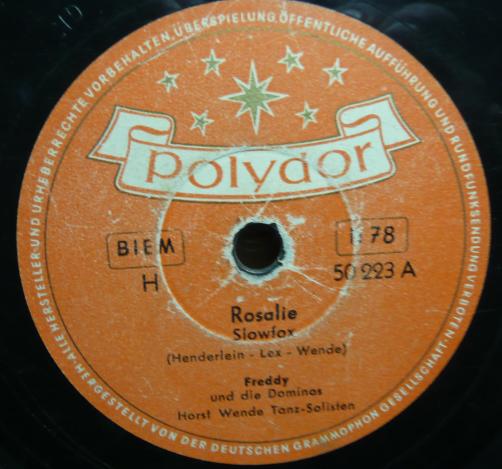 ALLE HERSTELLER-UND URHEBERRECHTE VORBEHALTEN, ÜBERSPIELUNG, ÖFFENTLICHE AUFFÜHRUNG UND RUNDFUNKSENDUNG VERBOTEN
polydor
BIEM
78
H
50 223 A
Rosalie
Slowfox
(Henderlein - Lex - Wende)
Freddy
und die Dominos
Horst Wende Tanz-Solisten
HERGESTELLT VON DER DEUTSCHEN GRAMMOPHON GESELLSCHAFT